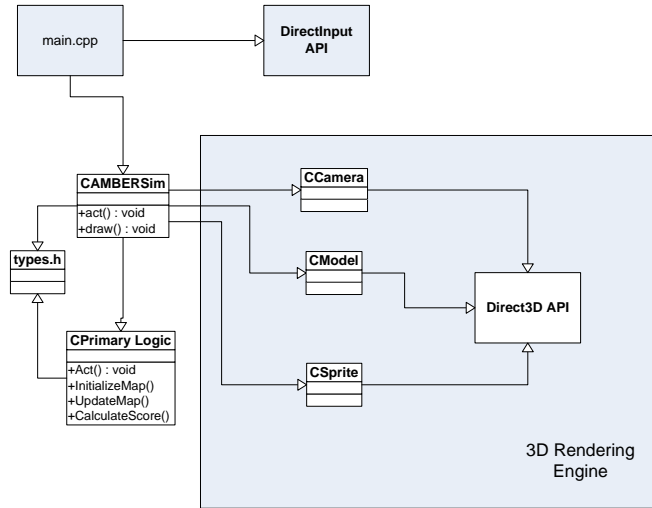 main.cpp
DirectInput
API
CAMBERSim
+act() : void
+draw() : void
types.h
CPrimary Logic
+Act() : void
+InitializeMap()
+UpdateMap()
+CalculateScore()
CCamera
CModel
CSprite
Direct3D API
3D Rendering
Engine